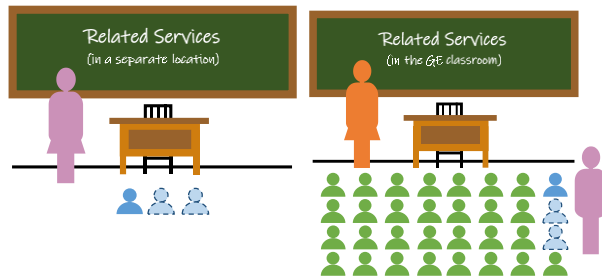 Related Services
(in a separate location)
Related Services
(in the GE classroom)